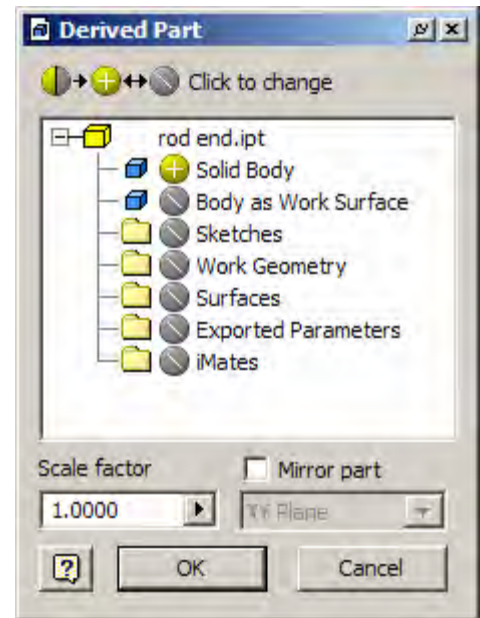 Derived Part
Click to change
rod end.ipt
Solid Body
Body as Work Surface
Sketches
Work Geometry
Surfaces
Exported Parameters
iMates
Scale factor
Mirror part
1.0000
XY Plane
OK
Cancel